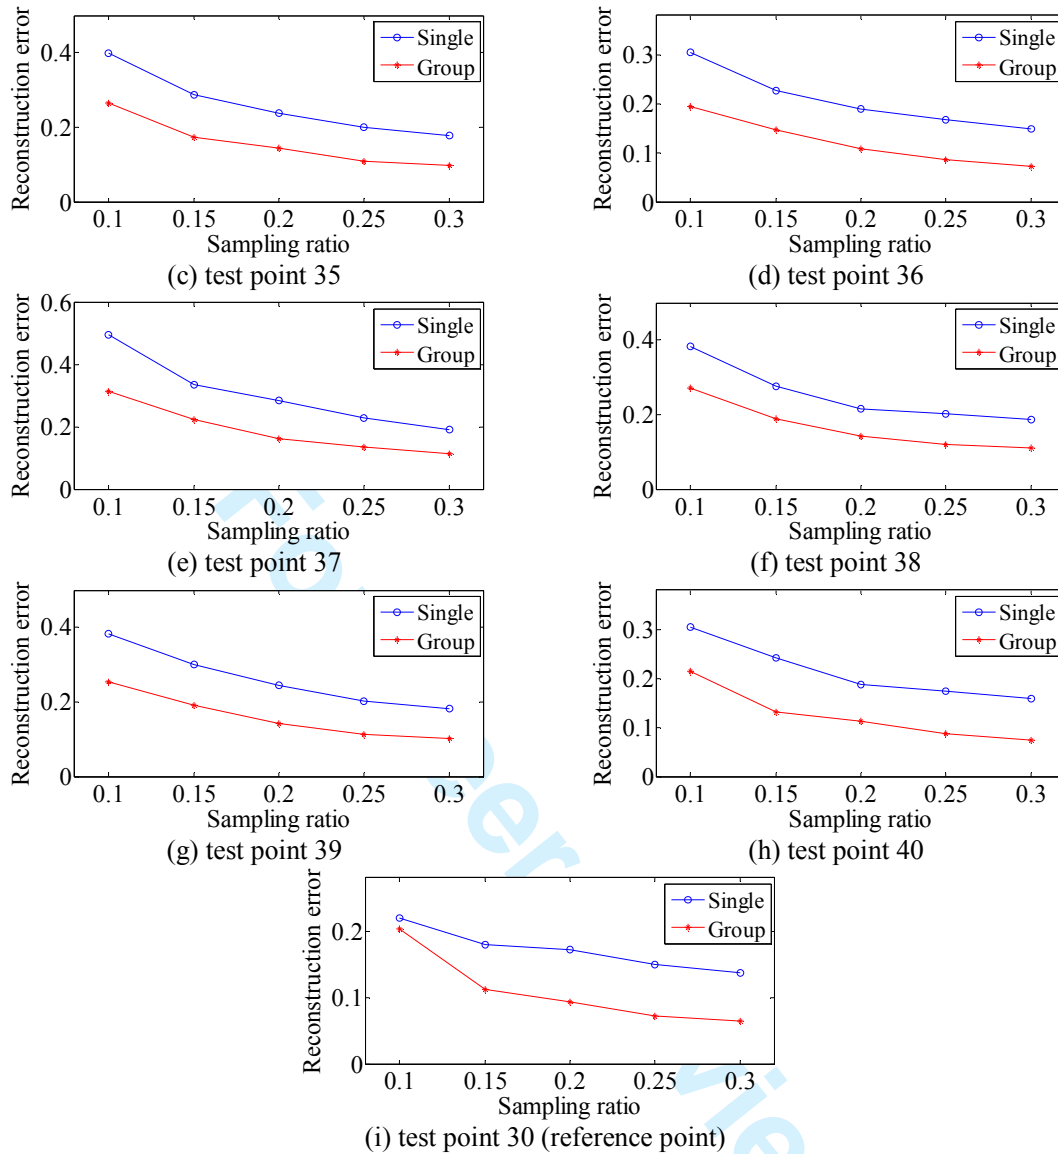 Reconstruction error
0.4
0.2
0
0.1 0.15 0.2 0.25 0.3
Sampling ratio
Single
Group
(c) test point 35
Reconstruction error
0.3
0.2
0.1
0
0.1 0.15 0.2 0.25 0.3
Sampling ratio
Single
Group
(d) test point 36
Reconstruction error
0.6
0.4
0.2
0
0.1 0.15 0.2 0.25 0.3
Sampling ratio
Single
Group
(e) test point 37
Reconstruction error
0.4
0.2
0
0.1 0.15 0.2 0.25 0.3
Sampling ratio
Single
Group
(f) test point 38
Reconstruction error
0.4
0.2
0
0.1 0.15 0.2 0.25 0.3
Sampling ratio
Single
Group
(g) test point 39
Reconstruction error
0.3
0.2
0.1
0
0.1 0.15 0.2 0.25 0.3
Sampling ratio
Single
Group
(h) test point 40
Reconstruction error
0.2
0.1
0
0.1 0.15 0.2 0.25 0.3
Sampling ratio
Single
Group
(i) test point 30 (reference point)